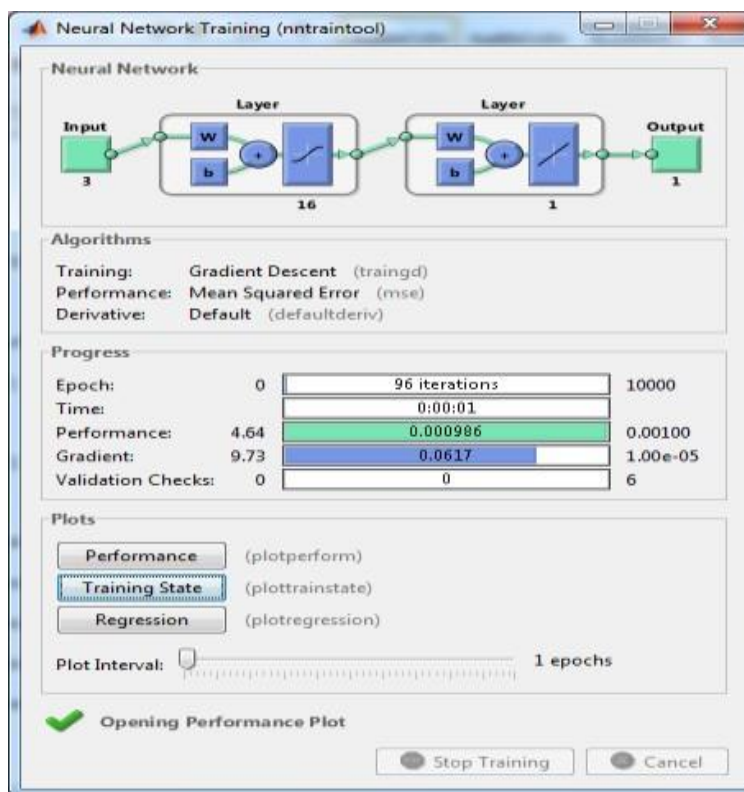 Neural Network Training (nntraintool)
Neural Network
Layer
Layer
Input
Output
W
b
+
W
b
+
3
16
1
1
Algorithms
Training: Gradient Descent (traingd)
Performance: Mean Squared Error (mse)
Derivative: Default (defaultderiv)
Progress
Epoch: 0 96 iterations 10000
Time: 0:00:01
Performance: 4.64 0.000986 0.00100
Gradient: 9.73 0.0617 1.00e-05
Validation Checks: 0 0 6
Plots
Performance (plotperform)
Training State (plottrainstate)
Regression (plotregression)
Plot Interval: 1 epochs
Opening Performance Plot
Stop Training Cancel